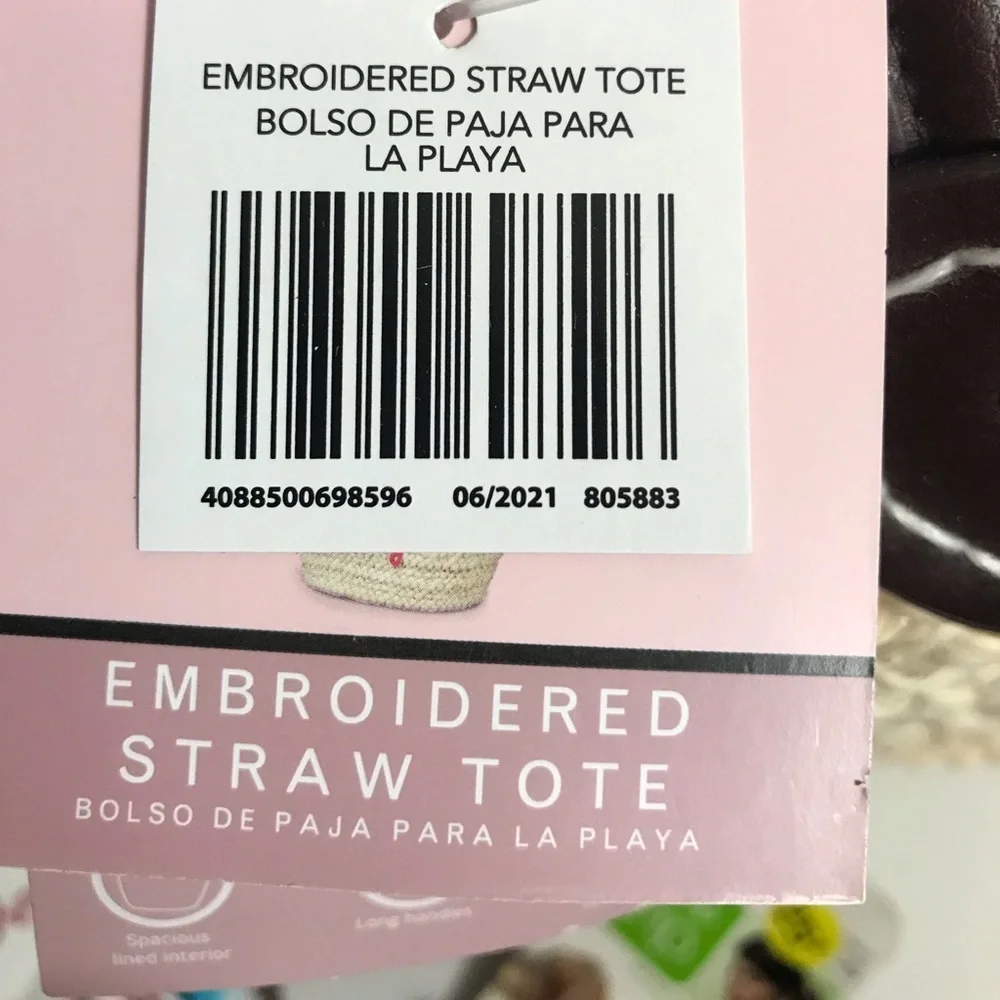 EMBROIDERED STRAW TOTE
BOLSO DE PAJA PARA
LA PLAYA
4088500698596 06/2021 805883
EMBROIDERED
STRAW TOTE
BOLSO DE PAJA PARA LA PLAYA
Spacious
lined interior
Long handles